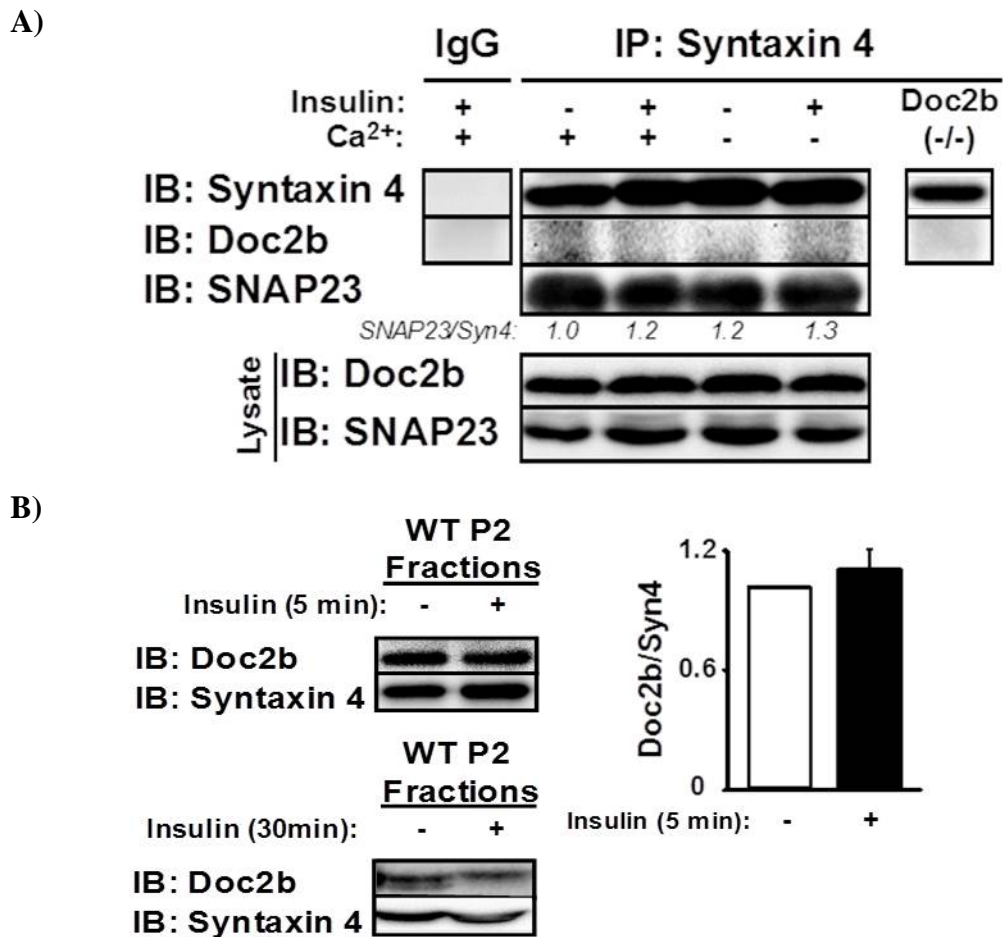 A)
IgG IP: Syntaxin 4
Insulin: + - + - + Doc2b
Ca2+: + + + - - (-/-)
IB: Syntaxin 4
IB: Doc2b
IB: SNAP23
SNAP23/Syn4: 1.0 1.2 1.2 1.3
Lysate
IB: Doc2b
IB: SNAP23
B)
WT P2
Fractions
Insulin (5 min): - +
IB: Doc2b
IB: Syntaxin 4
WT P2
Fractions
Insulin (30min): - +
IB: Doc2b
IB: Syntaxin 4
Doc2b/Syn4
1.2
0.6
0
Insulin (5 min): - +